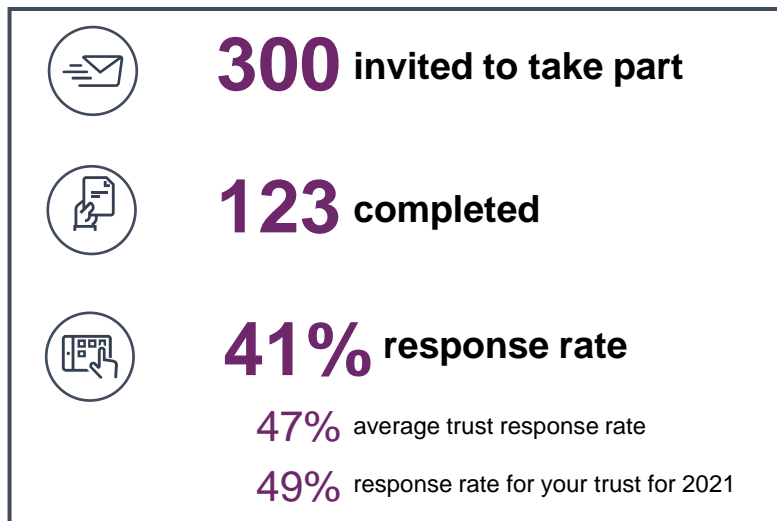 300 invited to take part
123 completed
41% response rate
47% average trust response rate
49% response rate for your trust for 2021